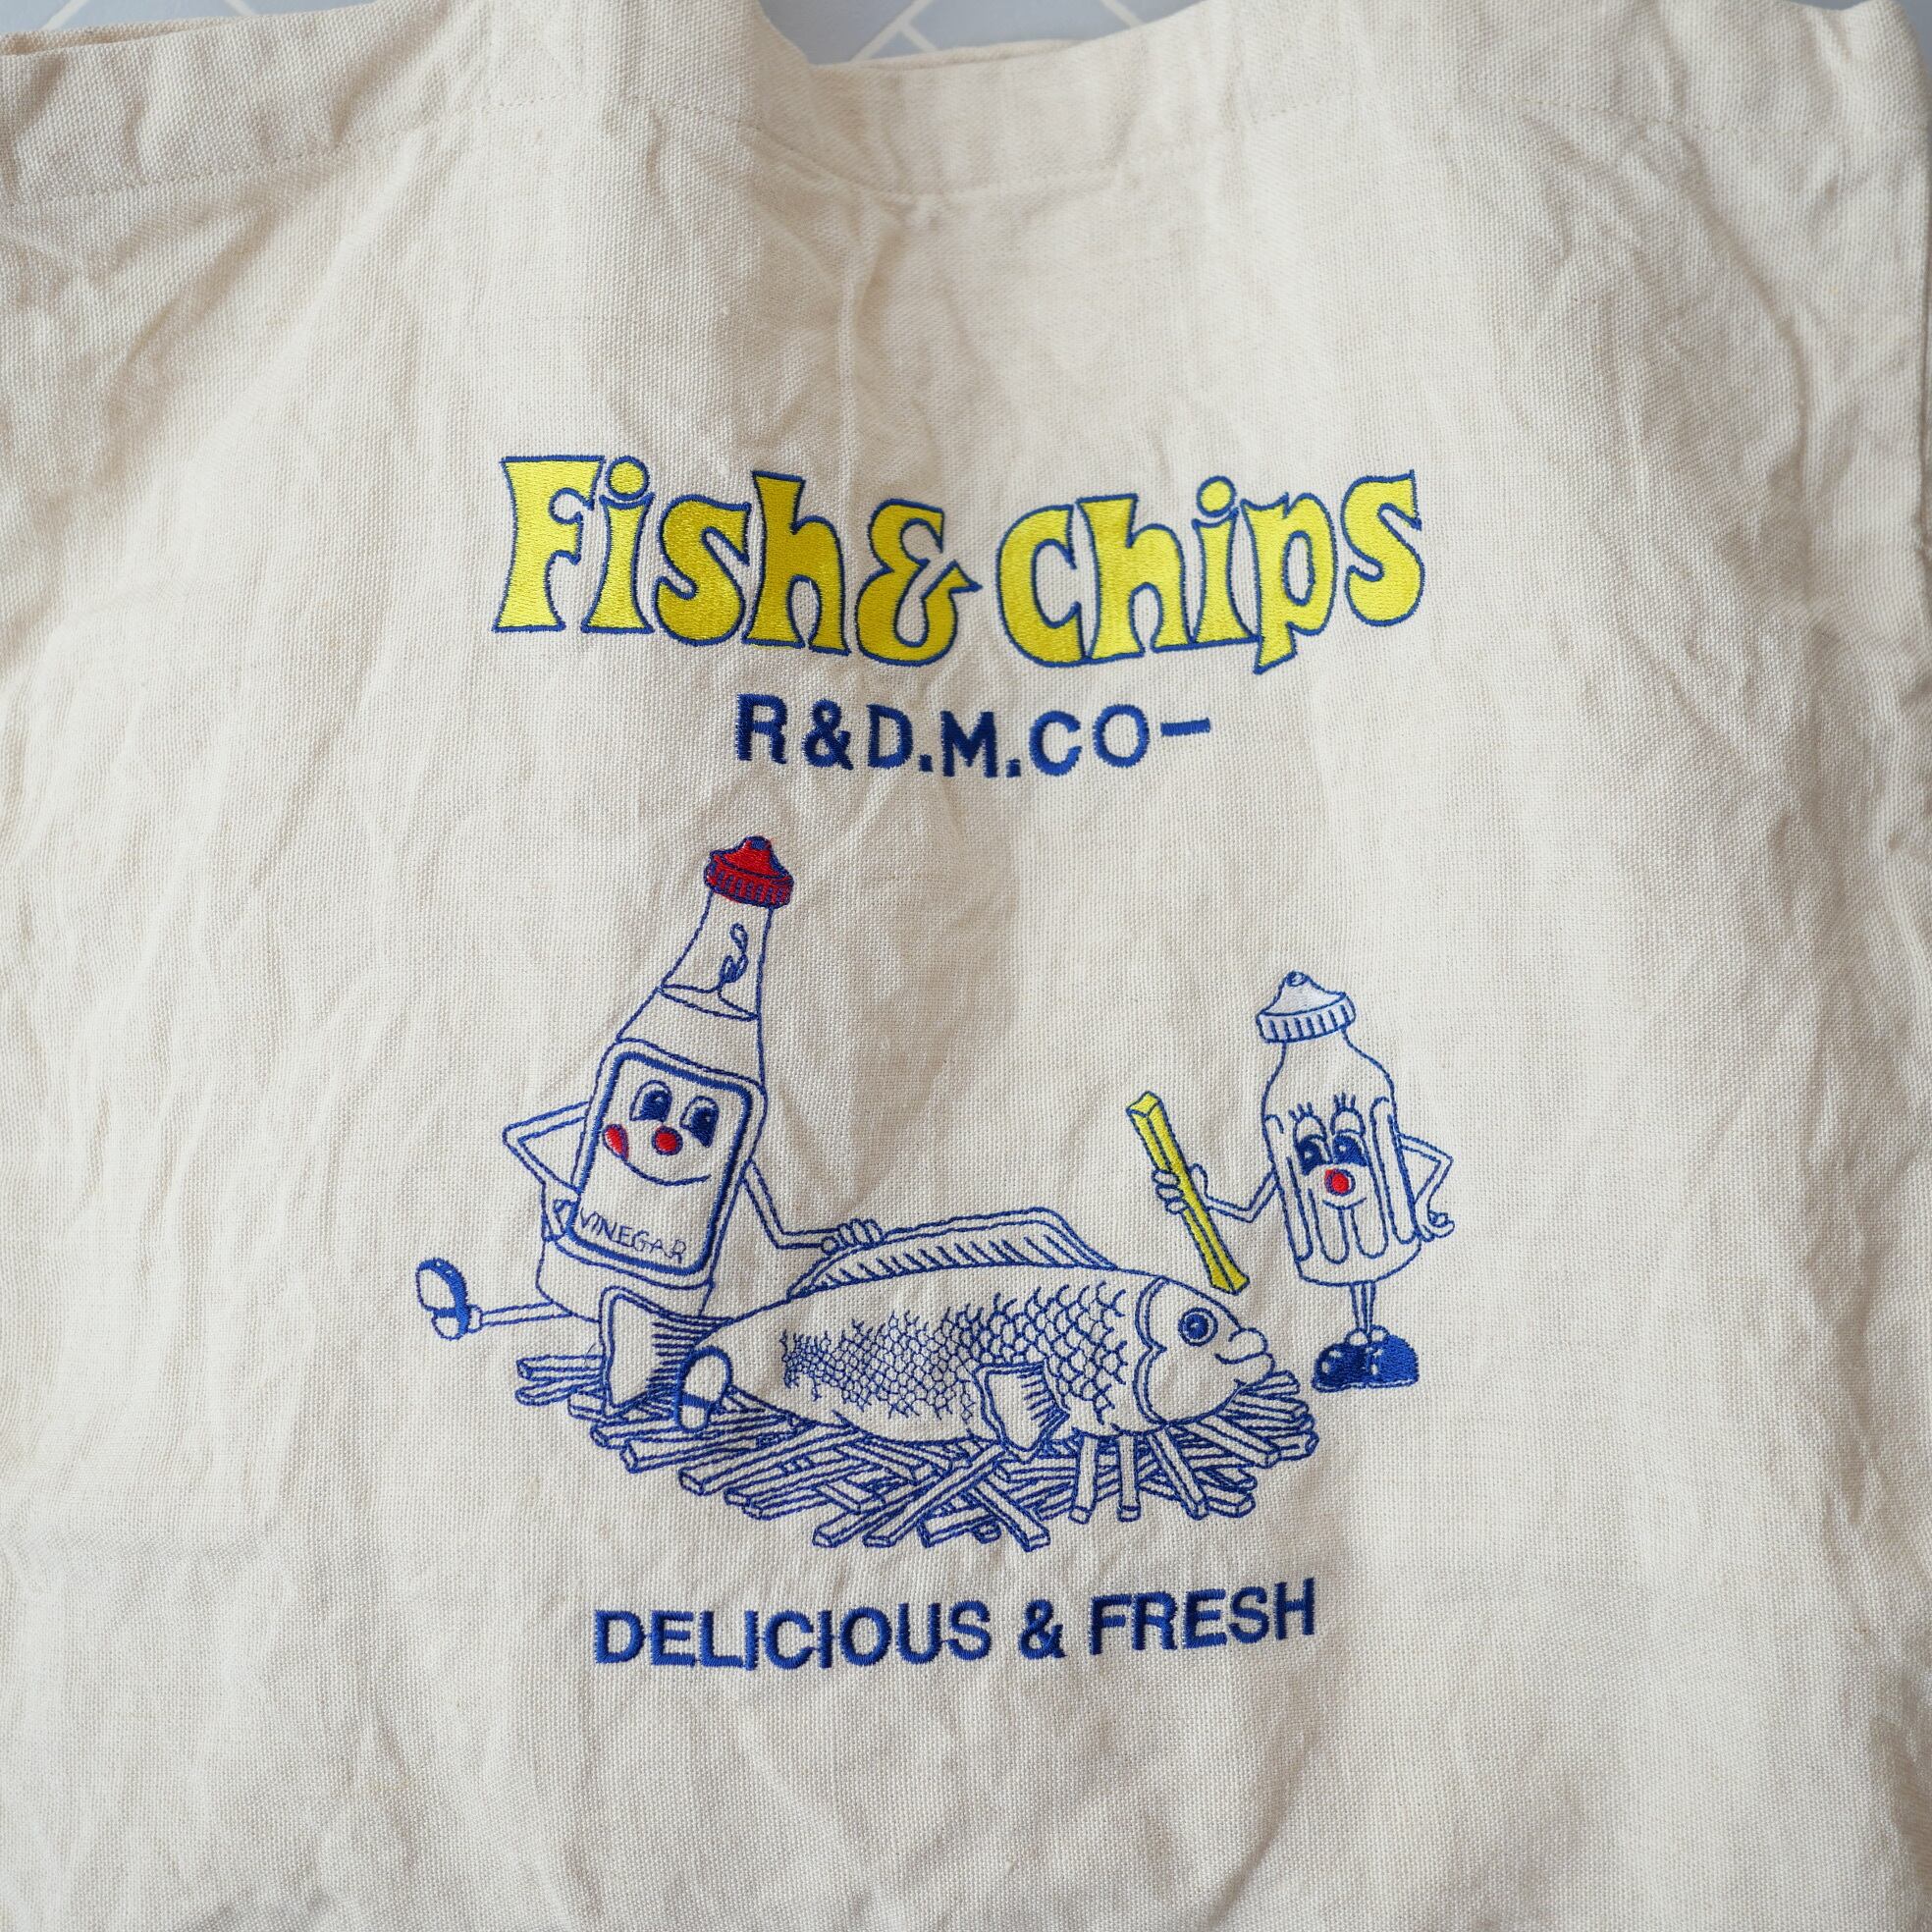 Fish & Chips
R&D.M.CO-
VINEGAR
DELICIOUS & FRESH